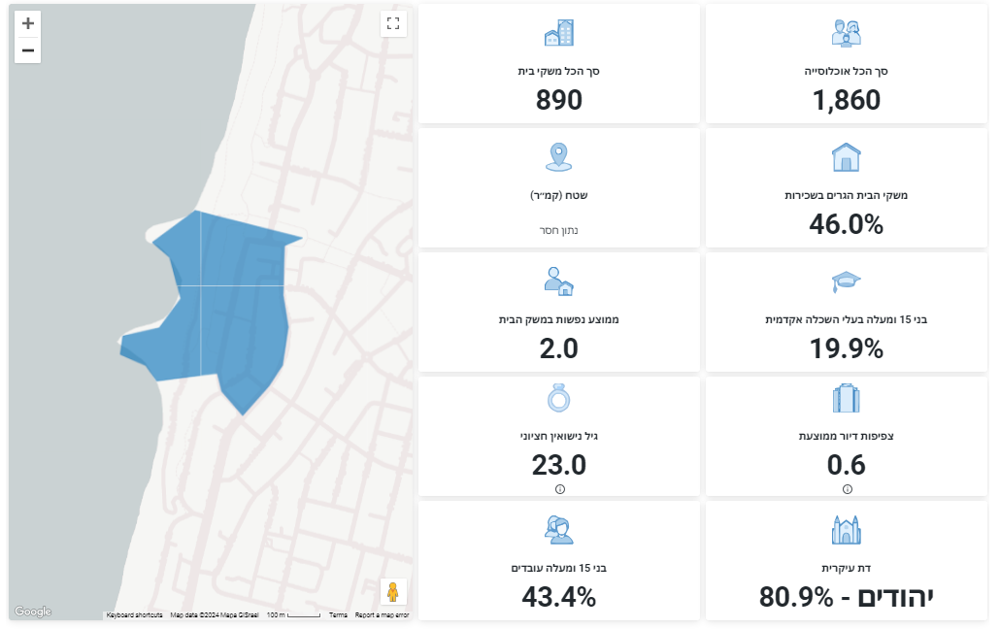 סך הכל אוכלוסייה
1,860
סך הכל משקי בית
890
משקי הבית הגרים בשכירות
46.0%
שטח (קמ״ר)
נתון חסר
בני 15 ומעלה בעלי השכלה אקדמית
19.9%
ממוצע נפשות במשק הבית
2.0
צפיפות דיור ממוצעת
0.6
גיל נישואין חציוני
23.0
דת עיקרית
יהודים - 80.9%
בני 15 ומעלה עובדים
43.4%
Google
Keyboard shortcuts Map data ©2024 Mapa GISrael 100 m Terms Report a map error